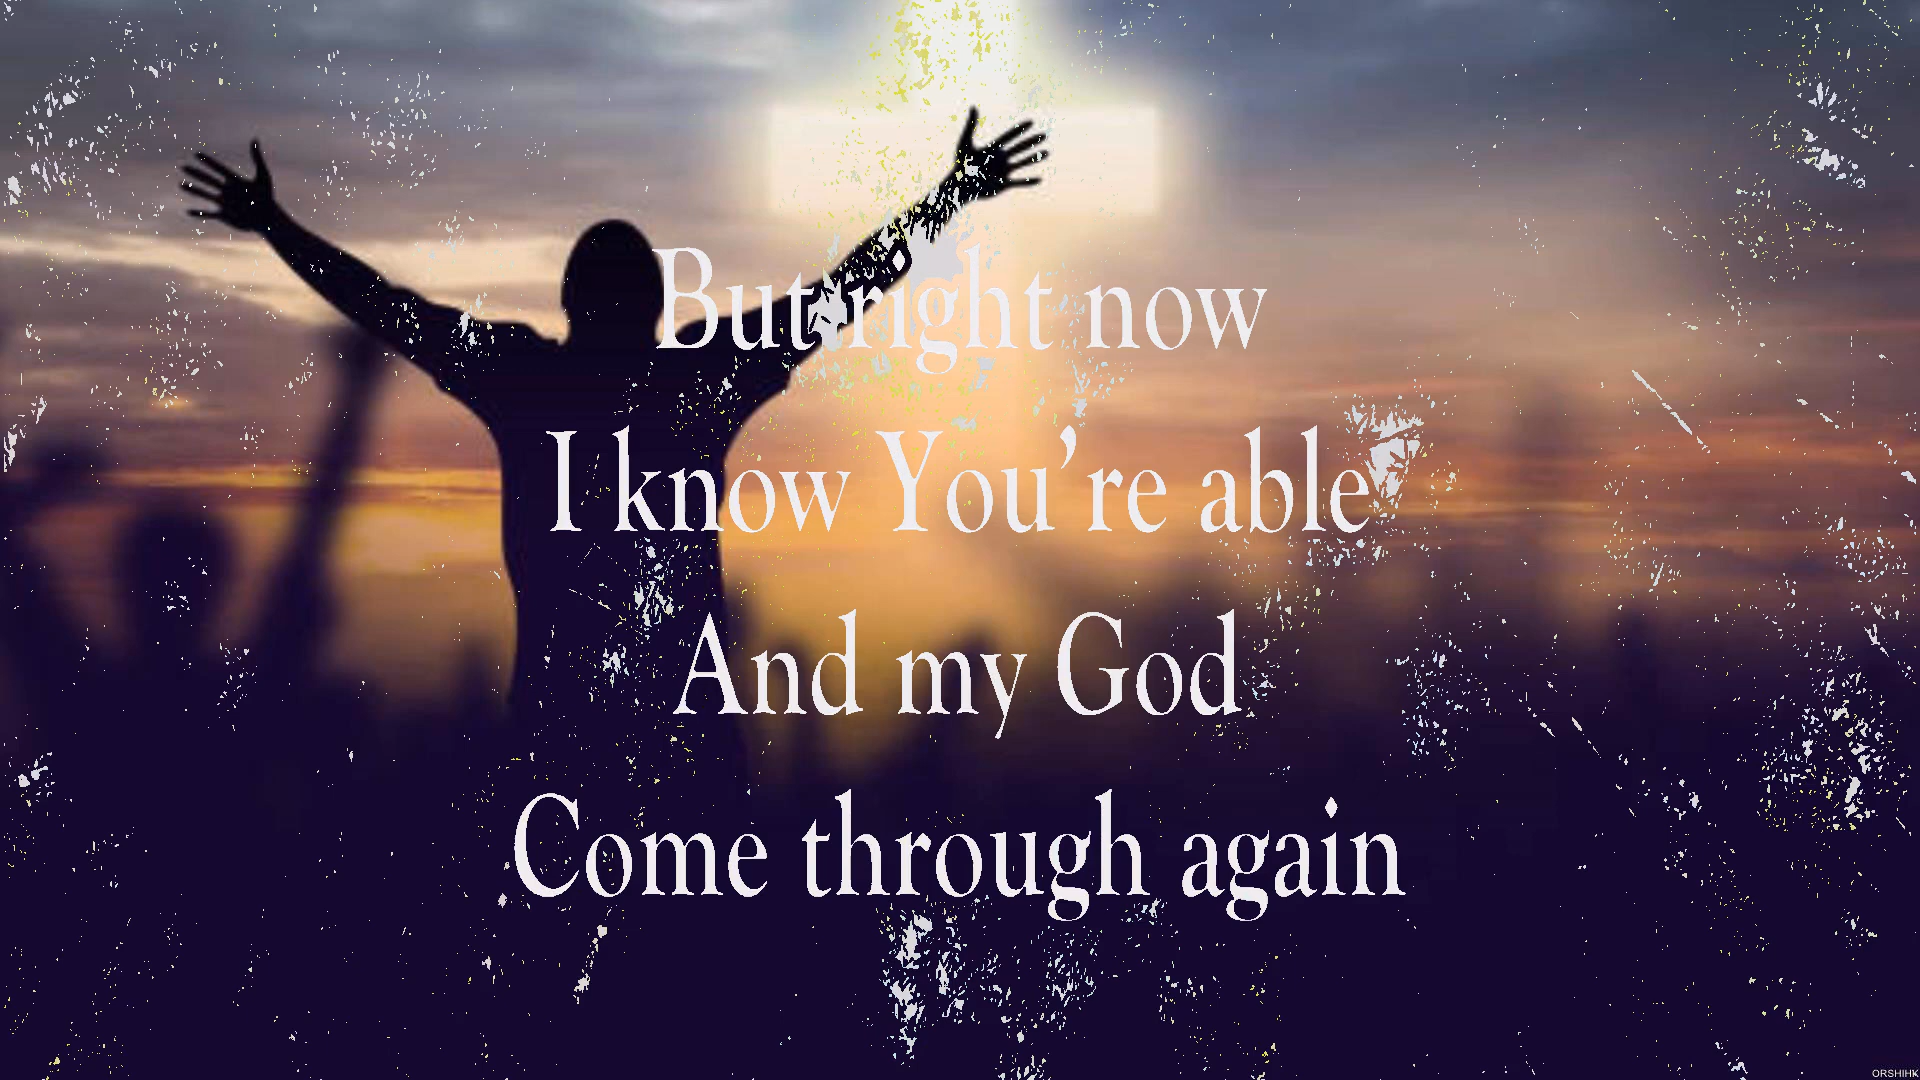 But right now
I know You’re able
And my God
Come through again
ORSHIHK